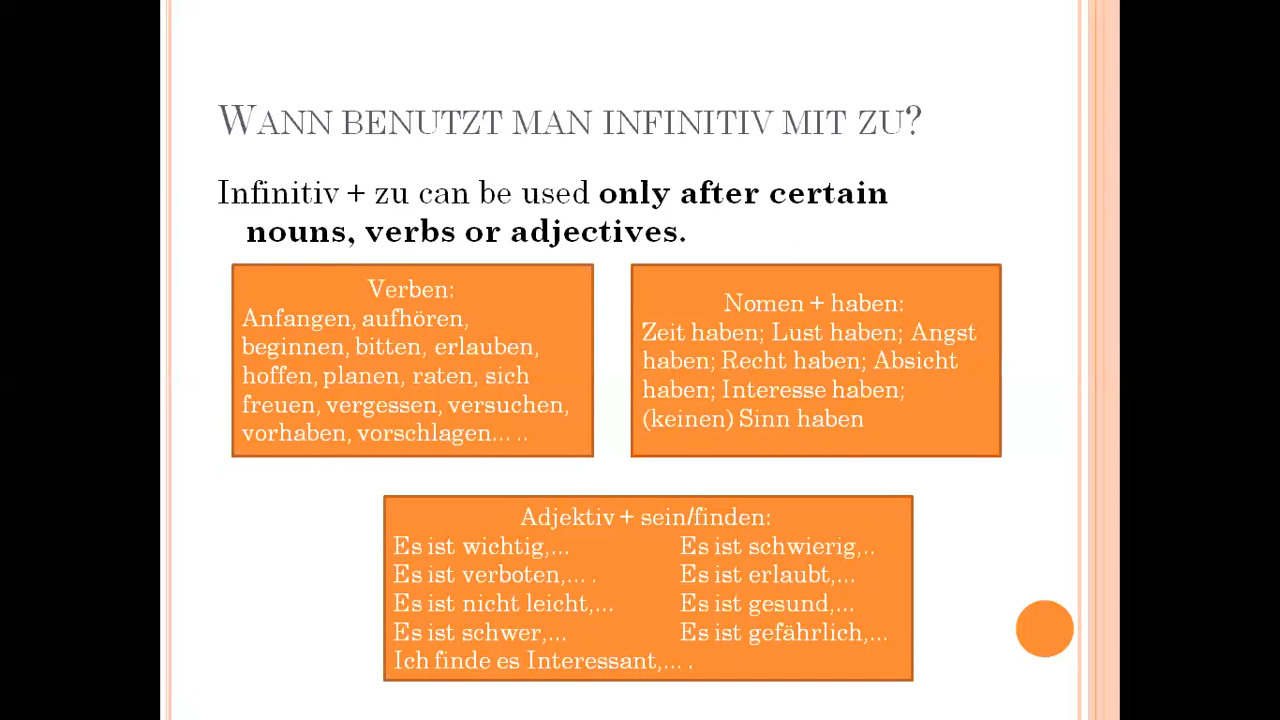 WANN BENUTZT MAN INFINITIV MIT ZU?
Infinitiv + zu can be used only after certain
nouns, verbs or adjectives.
Verben:
Anfangen, aufhören,
beginnen, bitten, erlauben,
hoffen, planen, raten, sich
freuen, vergessen, versuchen,
vorhaben, vorschlagen... ..
Nomen + haben:
Zeit haben; Lust haben; Angst
haben; Recht haben; Absicht
haben; Interesse haben;
(keinen) Sinn haben
Adjektiv + sein/finden:
Es ist wichtig,... Es ist schwierig,..
Es ist verboten,... . Es ist erlaubt,...
Es ist nicht leicht,... Es ist gesund,...
Es ist schwer,... Es ist gefährlich,...
Ich finde es Interessant,... .